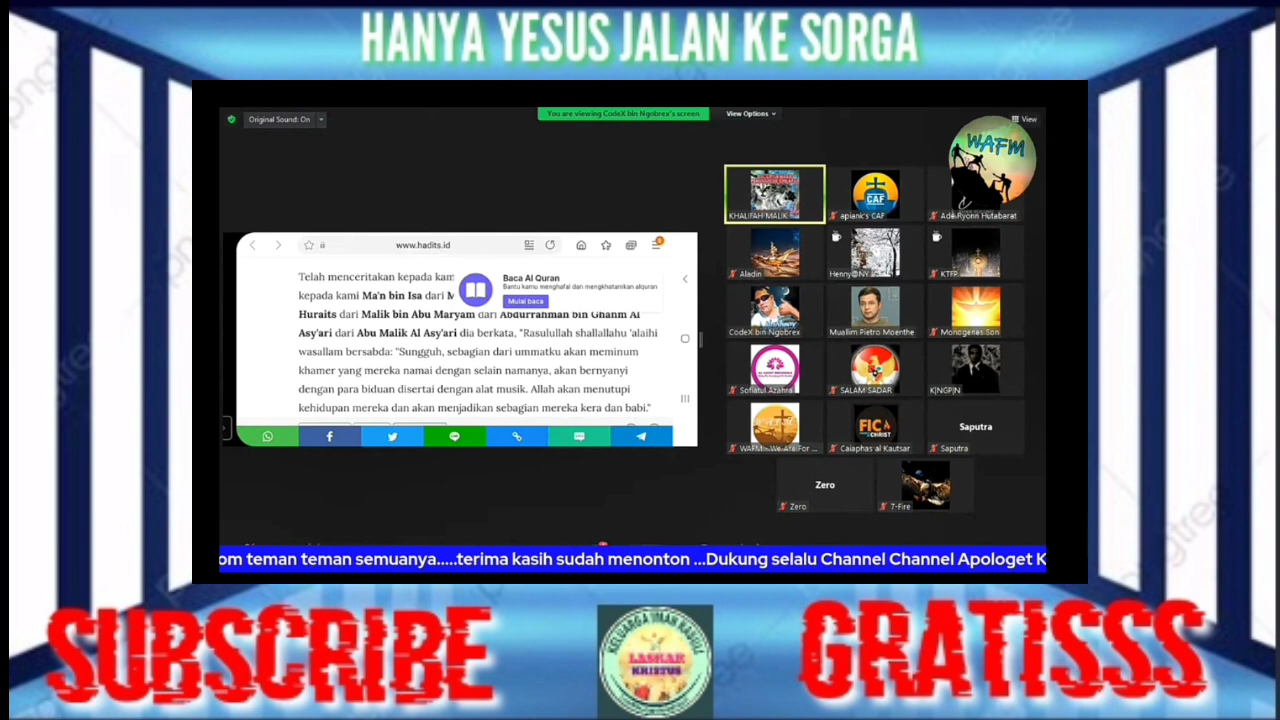 HANYA YESUS JALAN KE SORGA
Original Sound: On
You are viewing CodeX bin Ngobrex's screen
View Options
View
WAFM
www.hadits.id
Telah menceritakan kepada kam
kepada kami Ma'n bin Isa dari M
Huraits dari Malik bin Abu Maryam dari Abdurrahman bin Ghanm Al
Asy'ari dari Abu Malik Al Asy'ari dia berkata, "Rasulullah shallallahu 'alaihi
wasallam bersabda: "Sungguh, sebagian dari ummatku akan meminum
khamer yang mereka namai dengan selain namanya, akan bernyanyi
dengan para biduan disertai dengan alat musik. Allah akan menutupi
kehidupan mereka dan akan menjadikan sebagian mereka kera dan babi."
Baca Al Quran
Bantu kamu menghafal dan mengkhatamkan alquran
Mulai baca
KHALIFAH MALIK
CAF
apiank's CAF
Ade Ryonn Hutabarat
Aladin
Henny@NY
KTFP
CodeX bin Ngobrex
Muallim Pietro Moenthe
Monogenes Son
Sofiatul Azahra
SALAM SADAR
K|NGP|N
WAFM - We Are For ...
FIC
CHRIST
Caiaphas al Kautsar
Saputra
Saputra
Zero
Zero
7-Fire
om teman teman semuanya.....terima kasih sudah menonton ...Dukung selalu Channel Channel Apologet K
SUBSCRIBE
KELUARGA IMAN
LASKAR
KRISTUS
GRATISSS